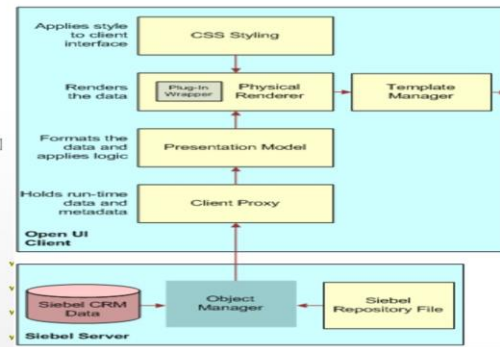 Applies style
to client
interface
CSS Styling
Renders
the data
Plug-In
Wrapper
Physical
Renderer
Template
Manager
Formats the
data and
applies logic
Presentation Model
Holds run-time
data and
metadata
Client Proxy
Open UI
Client
Siebel CRM
Data
Object
Manager
Siebel
Repository File
Siebel Server